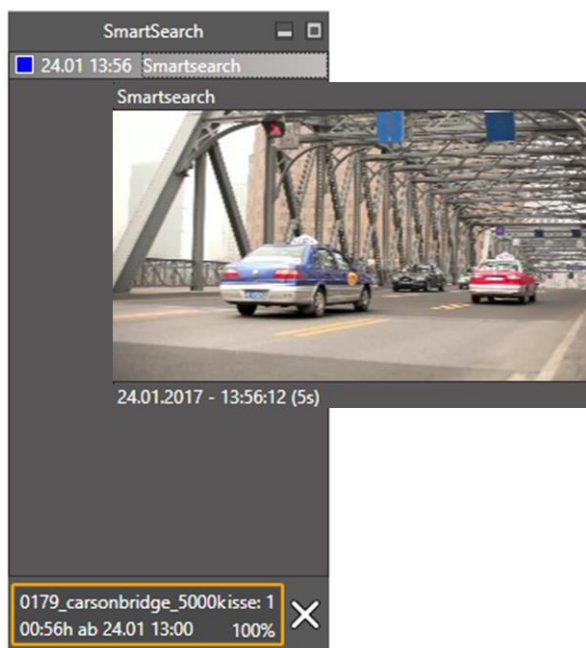 SmartSearch
24.01 13:56 Smartsearch
Smartsearch
24.01.2017 - 13:56:12 (5s)
0179_carsonbridge_5000kisse: 1
00:56h ab 24.01 13:00 100%